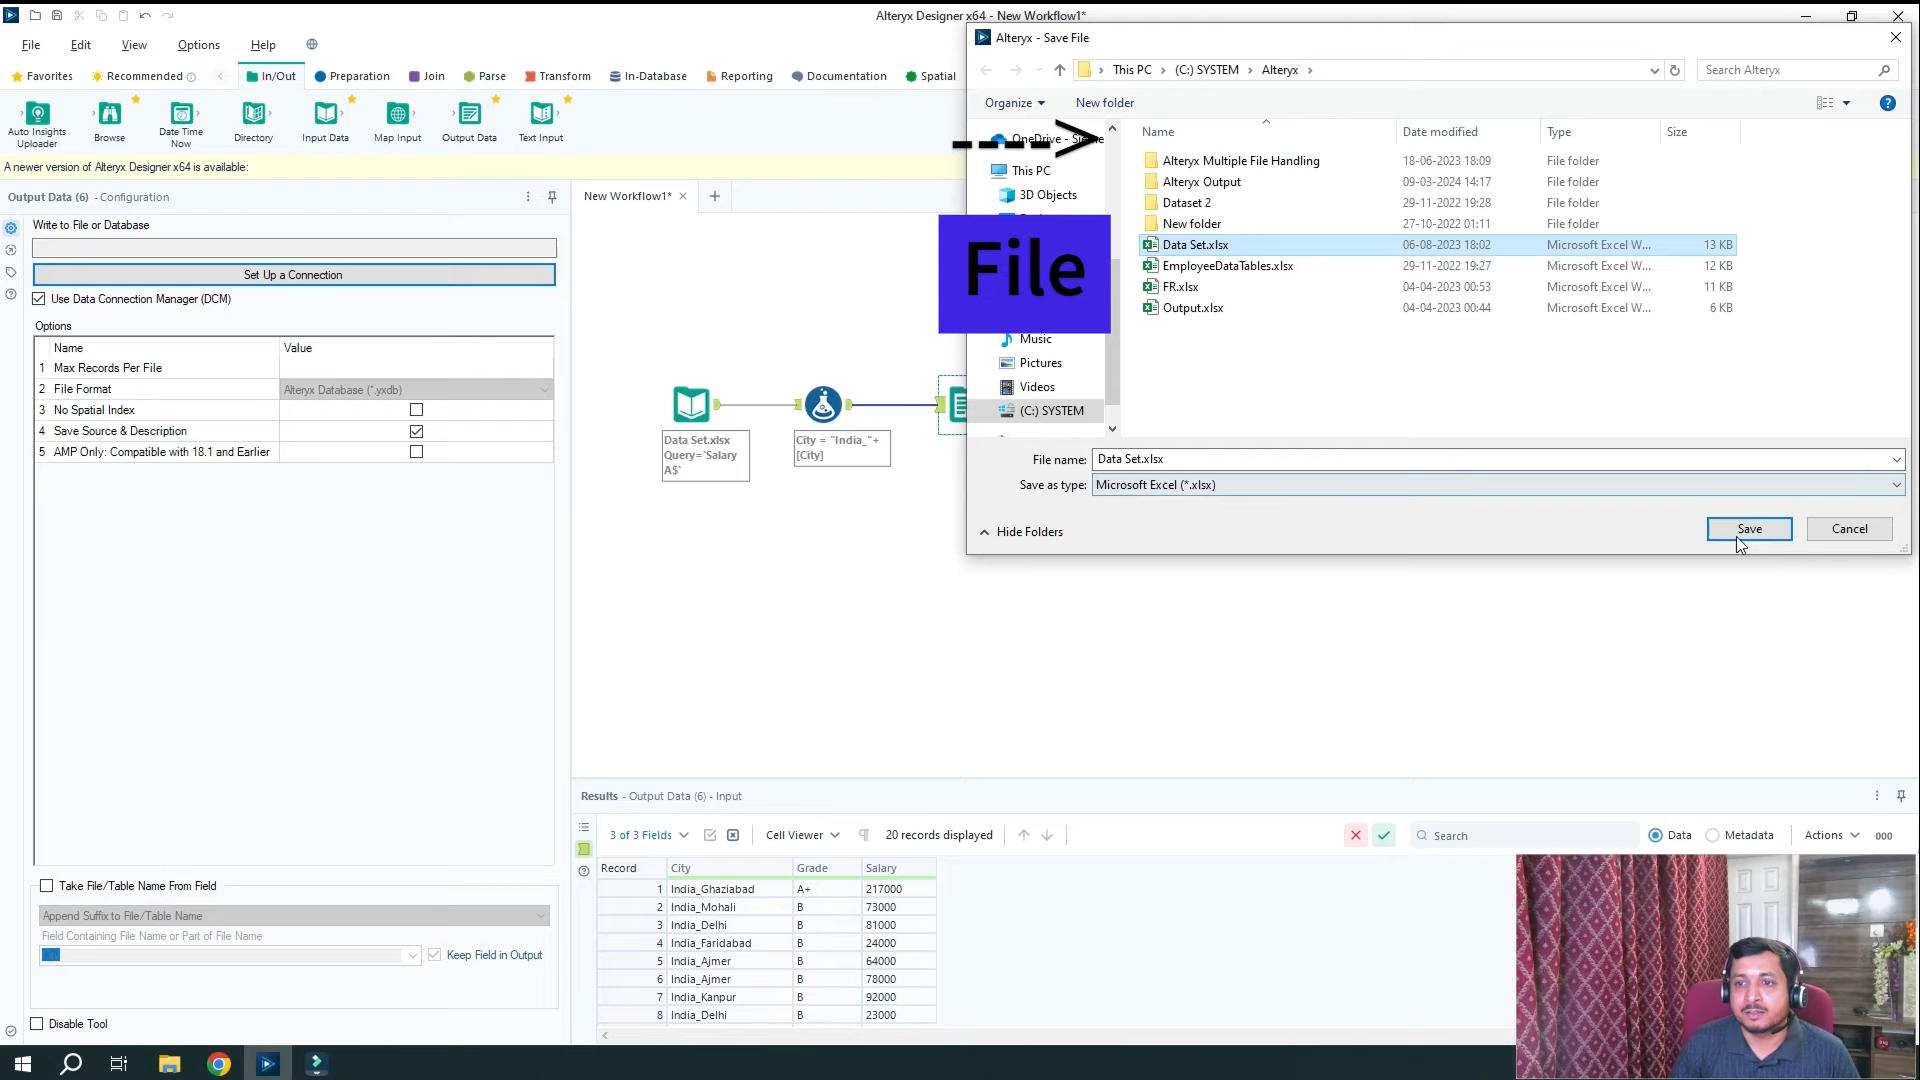 Alteryx Designer x64 - New Workflow1*
File Edit View Options Help
Favorites Recommended In/Out Preparation Join Parse Transform In-Database Reporting Documentation Spatial
Auto Insights Uploader
Browse
Date Time Now
Directory
Input Data
Map Input
Output Data
Text Input
A newer version of Alteryx Designer x64 is available:
Output Data (6) - Configuration
Write to File or Database
Set Up a Connection
Use Data Connection Manager (DCM)
Options
Name Value
1 Max Records Per File
2 File Format Alteryx Database (*.yxdb)
3 No Spatial Index
4 Save Source & Description
5 AMP Only: Compatible with 18.1 and Earlier
Take File/Table Name From Field
Append Suffix to File/Table Name
Field Containing File Name or Part of File Name
Keep Field in Output
Disable Tool
New Workflow1*
Data Set.xlsx
Query=`Salary
A$`
City = "India_"+
[City]
Alteryx - Save File
This PC > (C:) SYSTEM > Alteryx >
Search Alteryx
Organize New folder
Name Date modified Type Size
OneDrive
This PC
3D Objects
File
Music
Pictures
Videos
(C:) SYSTEM
Alteryx Multiple File Handling 18-06-2023 18:09 File folder
Alteryx Output 09-03-2024 14:17 File folder
Dataset 2 29-11-2022 19:28 File folder
New folder 27-10-2022 01:11 File folder
Data Set.xlsx 06-08-2023 18:02 Microsoft Excel W... 13 KB
EmployeeDataTables.xlsx 29-11-2022 19:27 Microsoft Excel W... 12 KB
FR.xlsx 04-04-2023 00:53 Microsoft Excel W... 11 KB
Output.xlsx 04-04-2023 00:44 Microsoft Excel W... 6 KB
File name: Data Set.xlsx
Save as type: Microsoft Excel (*.xlsx)
Hide Folders
Save Cancel
Results - Output Data (6) - Input
3 of 3 Fields Cell Viewer 20 records displayed Search Data Metadata Actions 000
Record City Grade Salary
1 India_Ghaziabad A+ 217000
2 India_Mohali B 73000
3 India_Delhi B 81000
4 India_Faridabad B 24000
5 India_Ajmer B 64000
6 India_Ajmer B 78000
7 India_Kanpur B 92000
8 India_Delhi B 23000